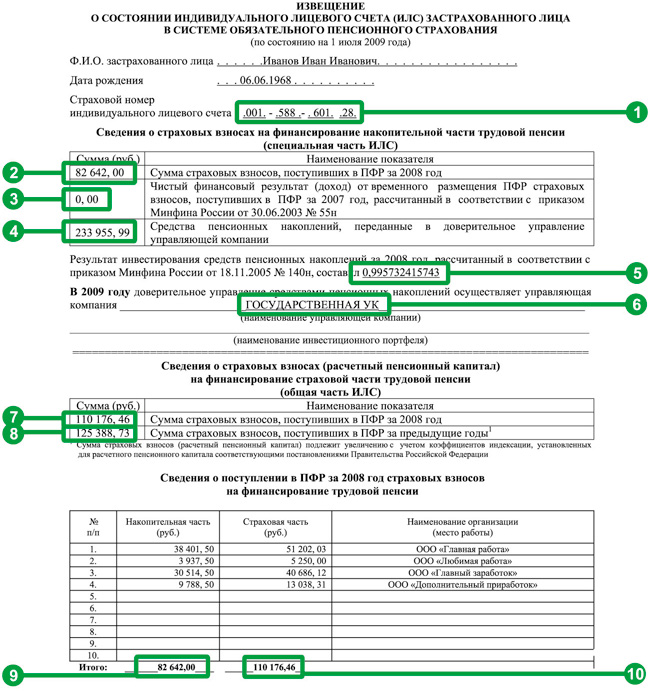 ИЗВЕЩЕНИЕ
О СОСТОЯНИИ ИНДИВИДУАЛЬНОГО ЛИЦЕВОГО СЧЕТА (ИЛС) ЗАСТРАХОВАННОГО ЛИЦА
В СИСТЕМЕ ОБЯЗАТЕЛЬНОГО ПЕНСИОННОГО СТРАХОВАНИЯ
(по состоянию на 1 июля 2009 года)
Ф.И.О. застрахованного лица . . . . . .Иванов Иван Иванович. . . . . . . . . . . . . . . . .
Дата рождения . . . 06.06.1968 . . . . . . . . . .
Страховой номер
индивидуального лицевого счета .001. - .588 .- . 601. .28. 1
Сведения о страховых взносах на финансирование накопительной части трудовой пенсии
(специальная часть ИЛС)
Сумма (руб.) Наименование показателя
2 82 642, 00 Сумма страховых взносов, поступивших в ПФР за 2008 год
3 0, 00 Чистый финансовый результат (доход) от временного размещения ПФР страховых
взносов, поступивших в ПФР за 2007 год, рассчитанный в соответствии с приказом
Минфина России от 30.06.2003 № 55н
4 233 955, 99 Средства пенсионных накоплений, переданные в доверительное управление
управляющей компании
Результат инвестирования средств пенсионных накоплений за 2008 год, рассчитанный в соответствии с
приказом Минфина России от 18.11.2005 № 140н, составил 0,995732415743 5
В 2009 году доверительное управление средствами пенсионных накоплений осуществляет управляющая
компания ГОСУДАРСТВЕННАЯ УК 6
(наименование управляющей компании)
(наименование инвестиционного портфеля)
Сведения о страховых взносах (расчетный пенсионный капитал)
на финансирование страховой части трудовой пенсии
(общая часть ИЛС)
Сумма (руб.) Наименование показателя
7 110 176, 46 Сумма страховых взносов, поступивших в ПФР за 2008 год
8 125 388, 73 Сумма страховых взносов, поступивших в ПФР за предыдущие годы1
Сумма страховых взносов (расчетный пенсионный капитал) подлежит увеличению с учетом коэффициентов индексации, установленных
для расчетного пенсионного капитала соответствующими постановлениями Правительства Российской Федерации
Сведения о поступлении в ПФР за 2008 год страховых взносов
на финансирование трудовой пенсии
№ п/п Накопительная часть (руб.) Страховая часть (руб.) Наименование организации (место работы)
1. 38 401, 50 51 202, 03 ООО «Главная работа»
2. 3 937, 50 5 250, 00 ООО «Любимая работа»
3. 30 514, 50 40 686, 12 ООО «Главный заработок»
4. 9 788, 50 13 038, 31 ООО «Дополнительный приработок»
5.
6.
7.
8.
9.
10.
Итого: 82 642,00 110 176,46
9 10